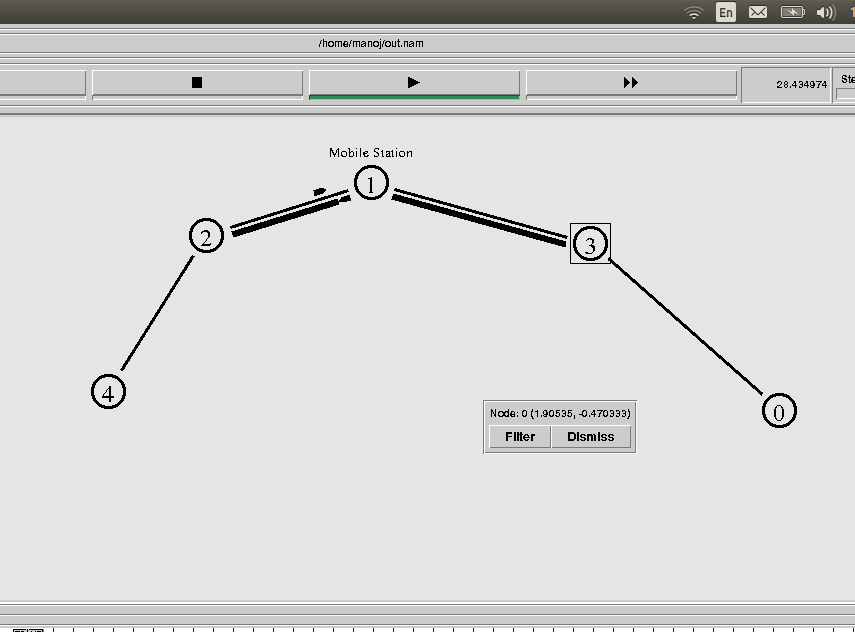 En
/home/manoj/out.nam
28.434974
Mobile Station
1
2
3
4
0
Node: 0 (1.90535, -0.470333)
Filter
Dismiss